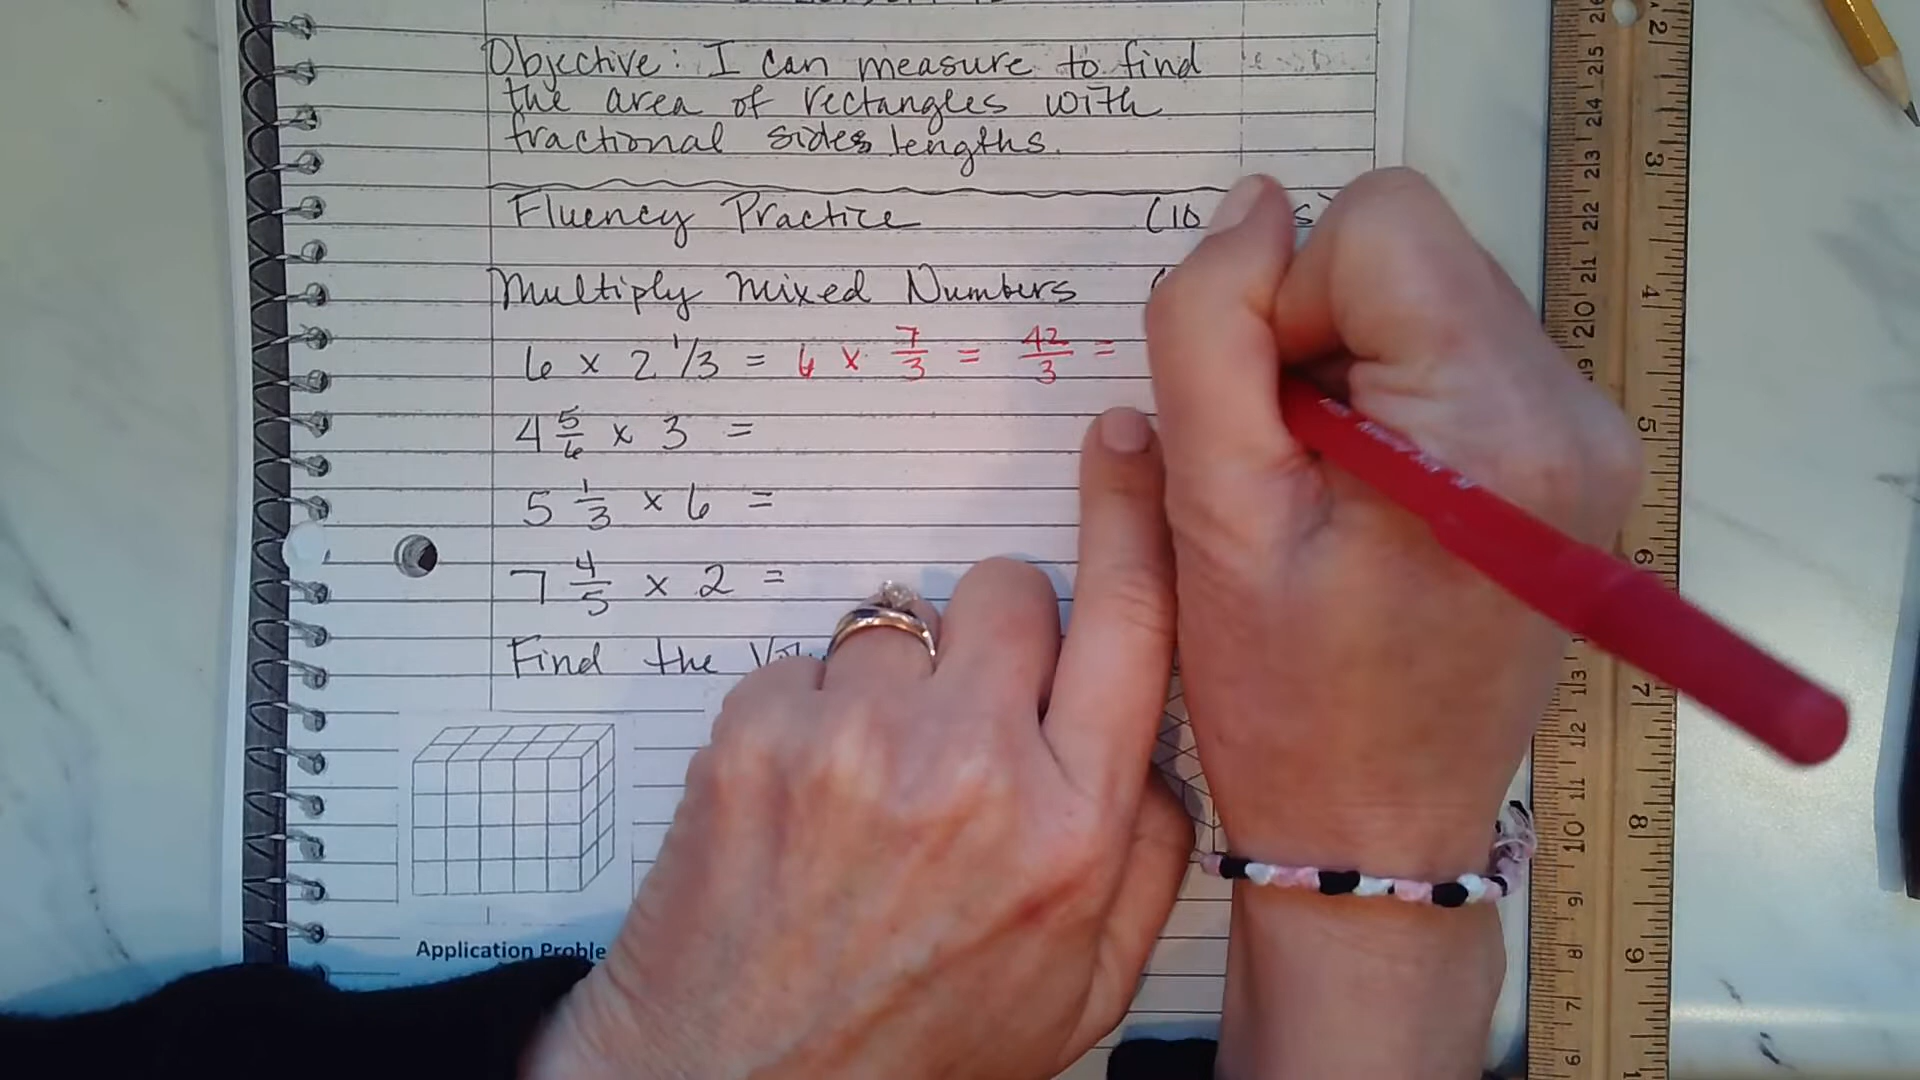 Objective: I can measure to find
the area of rectangles with
fractional sides lengths.
Fluency Practice (10
Multiply Mixed Numbers (
6 x 2 1/3 = 6 x 7/3 = 42/3 =
4 5/6 x 3 =
5 1/3 x 6 =
7 4/5 x 2 =
Find the
Application